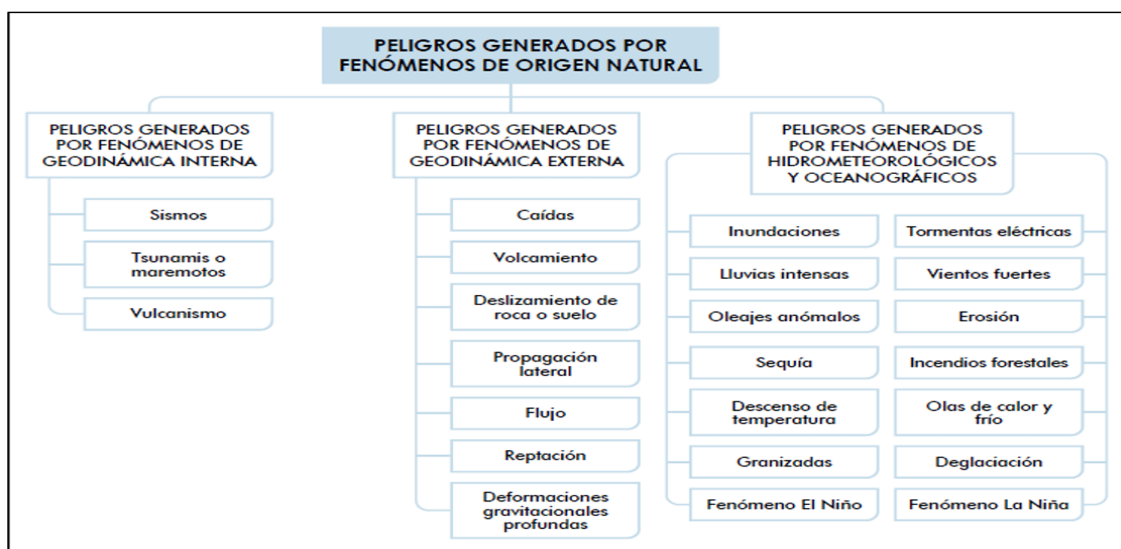 PELIGROS GENERADOS POR
FENÓMENOS DE ORIGEN NATURAL
PELIGROS GENERADOS
POR FENÓMENOS DE
GEODINÁMICA INTERNA
Sismos
Tsunamis o
maremotos
Vulcanismo
PELIGROS GENERADOS
POR FENÓMENOS DE
GEODINÁMICA EXTERNA
Caídas
Volcamiento
Deslizamiento de
roca o suelo
Propagación
lateral
Flujo
Reptación
Deformaciones
gravitacionales
profundas
PELIGROS GENERADOS
POR FENÓMENOS DE
HIDROMETEOROLÓGICOS
Y OCEANOGRÁFICOS
Inundaciones
Lluvias intensas
Oleajes anómalos
Sequía
Descenso de
temperatura
Granizadas
Fenómeno El Niño
Tormentas eléctricas
Vientos fuertes
Erosión
Incendios forestales
Olas de calor y
frío
Deglaciación
Fenómeno La Niña